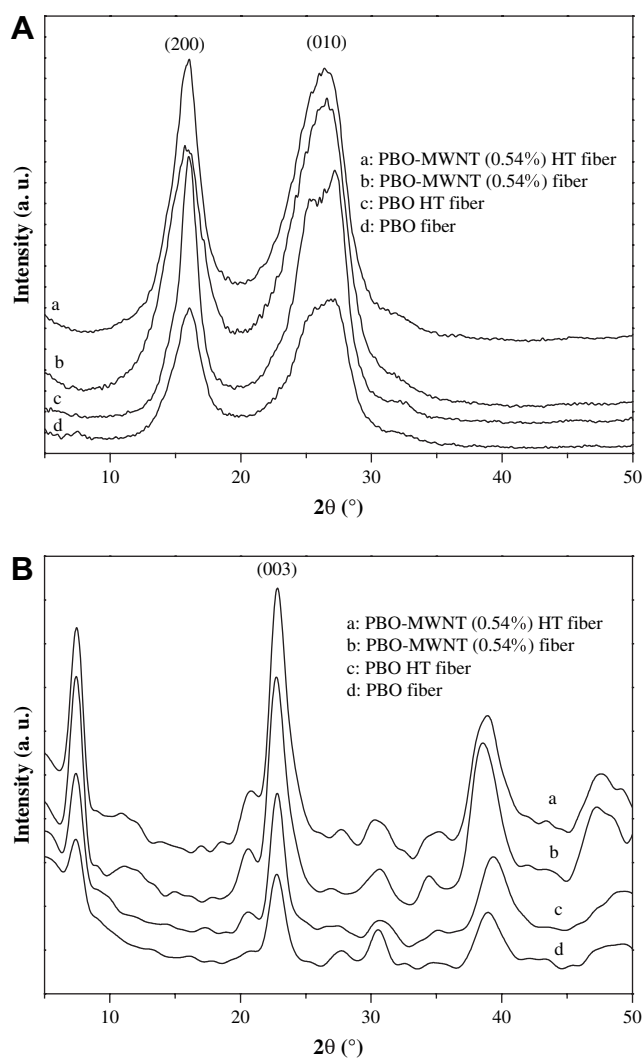 A
(200)
(010)
a: PBO-MWNT (0.54%) HT fiber
b: PBO-MWNT (0.54%) fiber
c: PBO HT fiber
d: PBO fiber
a
b
c
d
Intensity (a. u.)
10 20 30 40 50
2θ (°)
B
(003)
a: PBO-MWNT (0.54%) HT fiber
b: PBO-MWNT (0.54%) fiber
c: PBO HT fiber
d: PBO fiber
a
b
c
d
Intensity (a. u.)
10 20 30 40 50
2θ (°)